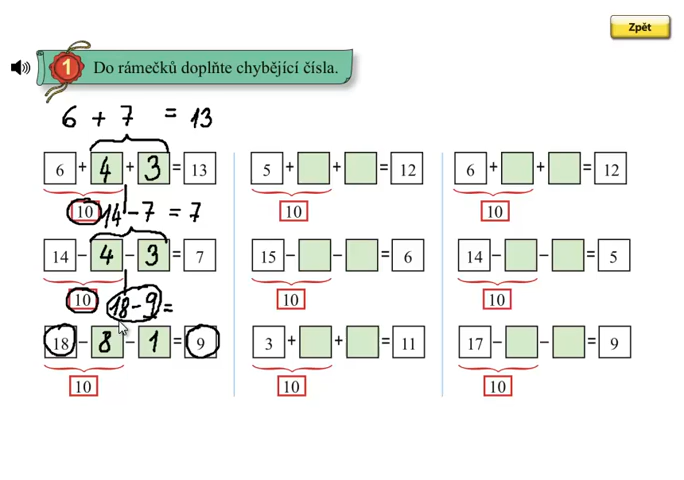 Zpět
1 Do rámečků doplňte chybějící čísla.
6 + 7 = 13
6 + 4 + 3 = 13
5 + + = 12
6 + + = 12
10
10
10
14 - 7 = 7
14 - 4 - 3 = 7
15 - - = 6
14 - - = 5
10
10
10
18 - 9 =
18 - 8 - 1 = 9
3 + + = 11
17 - - = 9
10
10
10